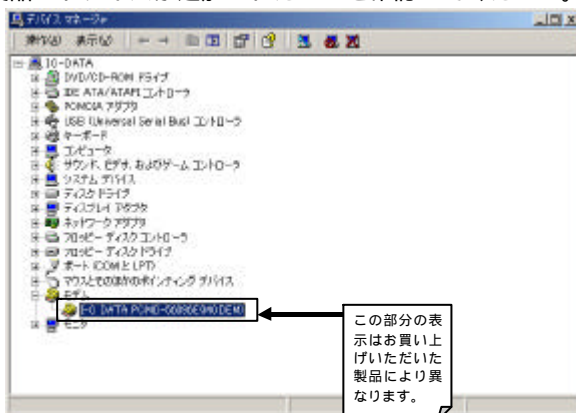 デバイス マネージャ
操作(A) 表示(V)
IO-DATA
DVD/CD-ROM ドライブ
IDE ATA/ATAPI コントローラ
PCMCIA アダプタ
USB (Universal Serial Bus) コントローラ
キーボード
コンピュータ
サウンド、ビデオ、およびゲーム コントローラ
システム デバイス
ディスク ドライブ
ディスプレイ アダプタ
ネットワーク アダプタ
フロッピー ディスク コントローラ
フロッピー ディスク ドライブ
ポート (COM と LPT)
マウスとそのほかのポインティング デバイス
モデム
I-O DATA
モニタ
この部分の表
示はお買い上
げいただいた
製品により異
なります。